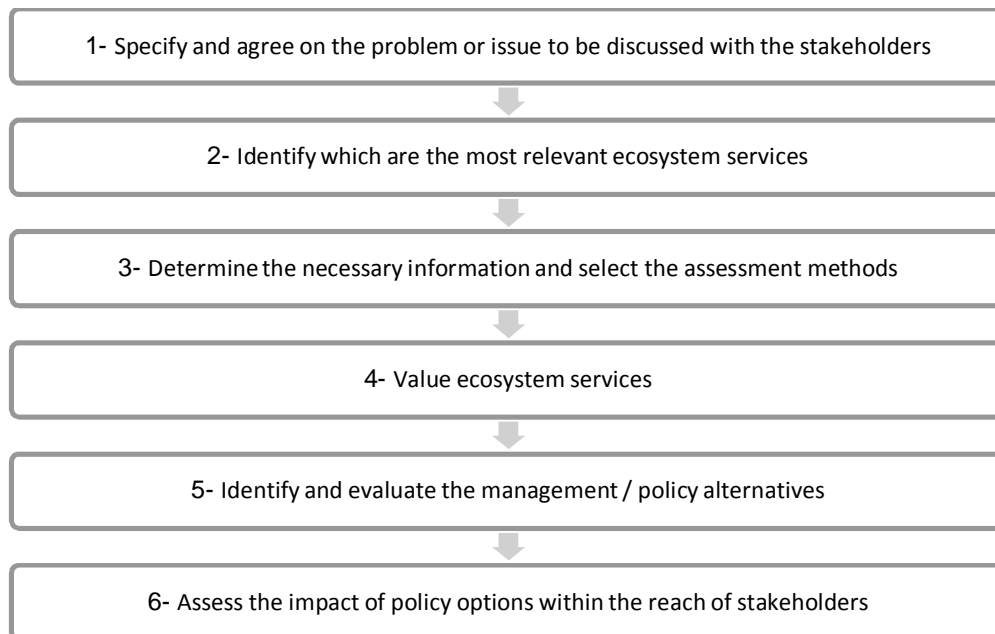 1- Specify and agree on the problem or issue to be discussed with the stakeholders
2- Identify which are the most relevant ecosystem services
3- Determine the necessary information and select the assessment methods
4- Value ecosystem services
5- Identify and evaluate the management / policy alternatives
6- Assess the impact of policy options within the reach of stakeholders